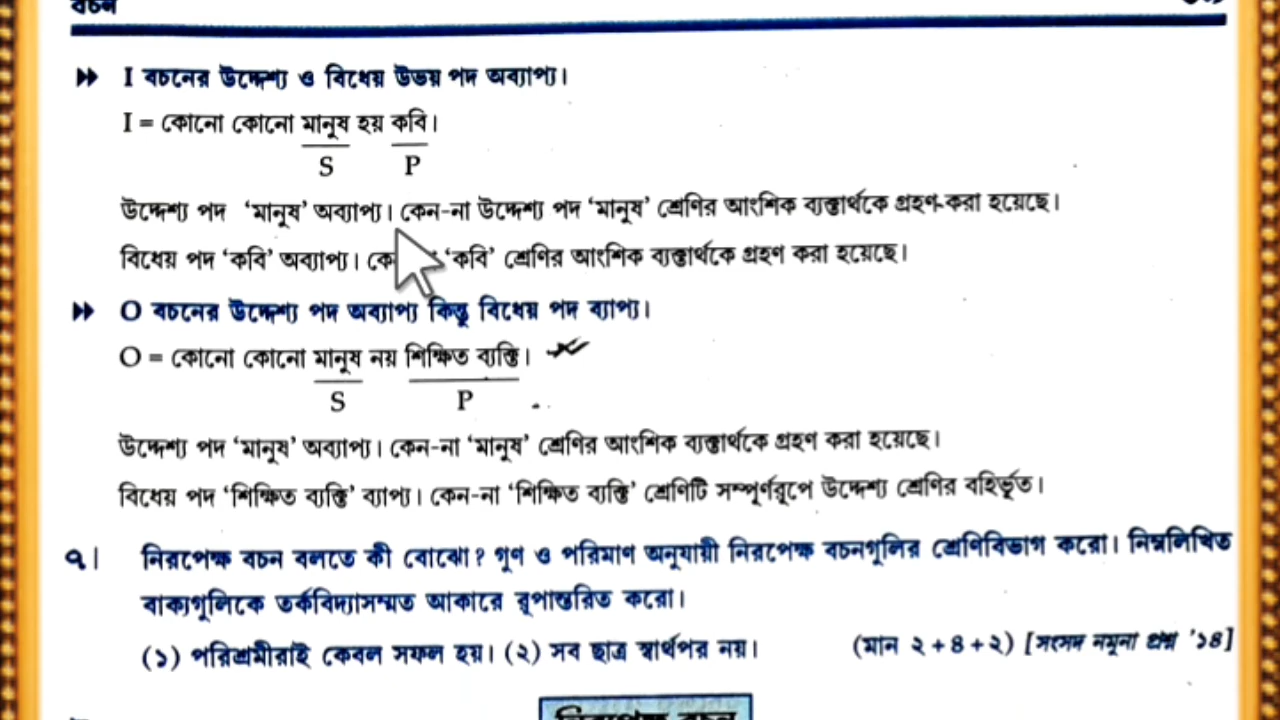 বচন
I বচনের উদ্দেশ্য ও বিধেয় উভয় পদ অব্যাপ্য।
I = কোনো কোনো মানুষ হয় কবি।
S P
উদ্দেশ্য পদ ‘মানুষ’ অব্যাপ্য। কেন-না উদ্দেশ্য পদ ‘মানুষ’ শ্রেণির আংশিক ব্যক্ত্যর্থকে গ্রহণ করা হয়েছে।
বিধেয় পদ ‘কবি’ অব্যাপ্য। ‘কবি’ শ্রেণির আংশিক ব্যক্ত্যর্থকে গ্রহণ করা হয়েছে।
O বচনের উদ্দেশ্য পদ অব্যাপ্য কিন্তু বিধেয় পদ ব্যাপ্য।
O = কোনো কোনো মানুষ নয় শিক্ষিত ব্যক্তি।
S P
উদ্দেশ্য পদ ‘মানুষ’ অব্যাপ্য। কেন-না ‘মানুষ’ শ্রেণির আংশিক ব্যক্ত্যর্থকে গ্রহণ করা হয়েছে।
বিধেয় পদ ‘শিক্ষিত ব্যক্তি’ ব্যাপ্য। কেন-না ‘শিক্ষিত ব্যক্তি’ শ্রেণিটি সম্পূর্ণরূপে উদ্দেশ্য শ্রেণির বহির্ভূত।
৭। নিরপেক্ষ বচন বলতে কী বোঝো? গুণ ও পরিমাণ অনুযায়ী নিরপেক্ষ বচনগুলির শ্রেণিবিভাগ করো। নিম্নলিখিত
বাক্যগুলিকে তর্কবিদ্যাসম্মত আকারে রূপান্তরিত করো।
(১) পরিশ্রমীরাই কেবল সফল হয়। (২) সব ছাত্র স্বার্থপর নয়। (মান ২+৪+২) [সংসদ নমুনা প্রশ্ন '১৪]
নিরপেক্ষ বচন